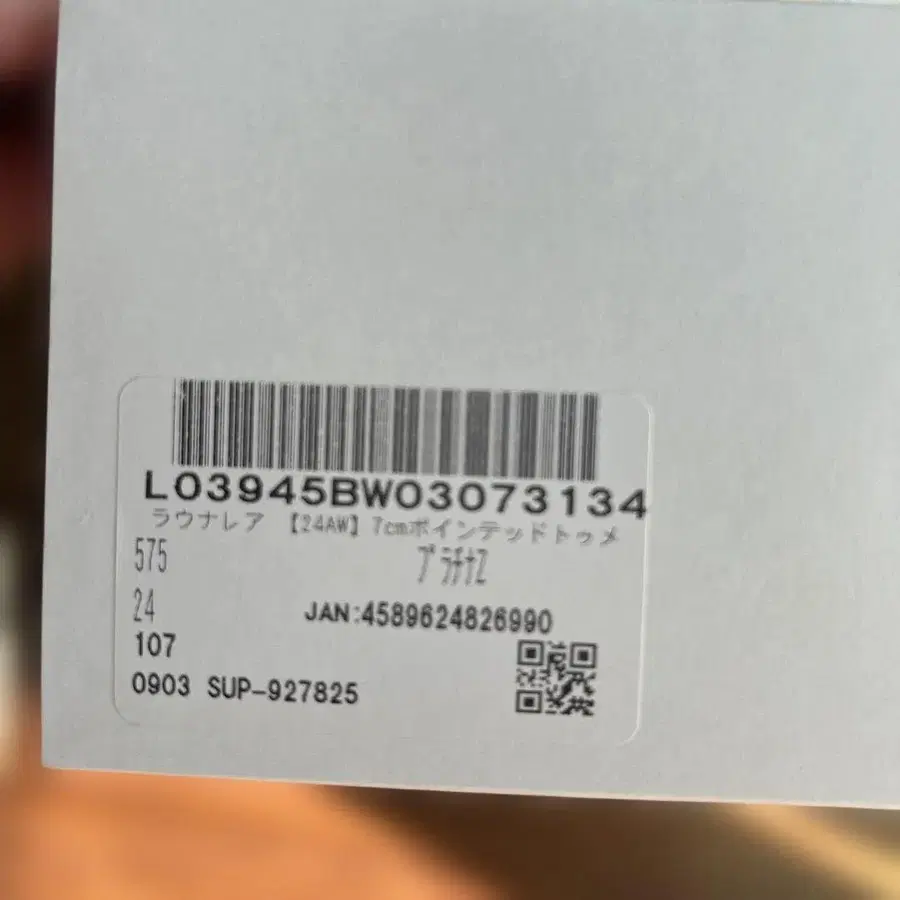 L03945BW03073134
ラウナレア 【24AW】7cmポインテッドトゥメ
575 プラチナZ
24 JAN:4589624826990
107
0903 SUP-927825